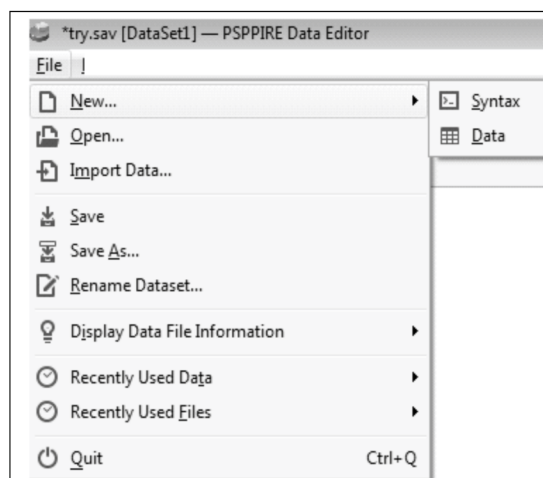 *try.sav [DataSet1] — PSPPIRE Data Editor
File
New...
Syntax
Data
Open...
Import Data...
Save
Save As...
Rename Dataset...
Display Data File Information
Recently Used Data
Recently Used Files
Quit Ctrl+Q